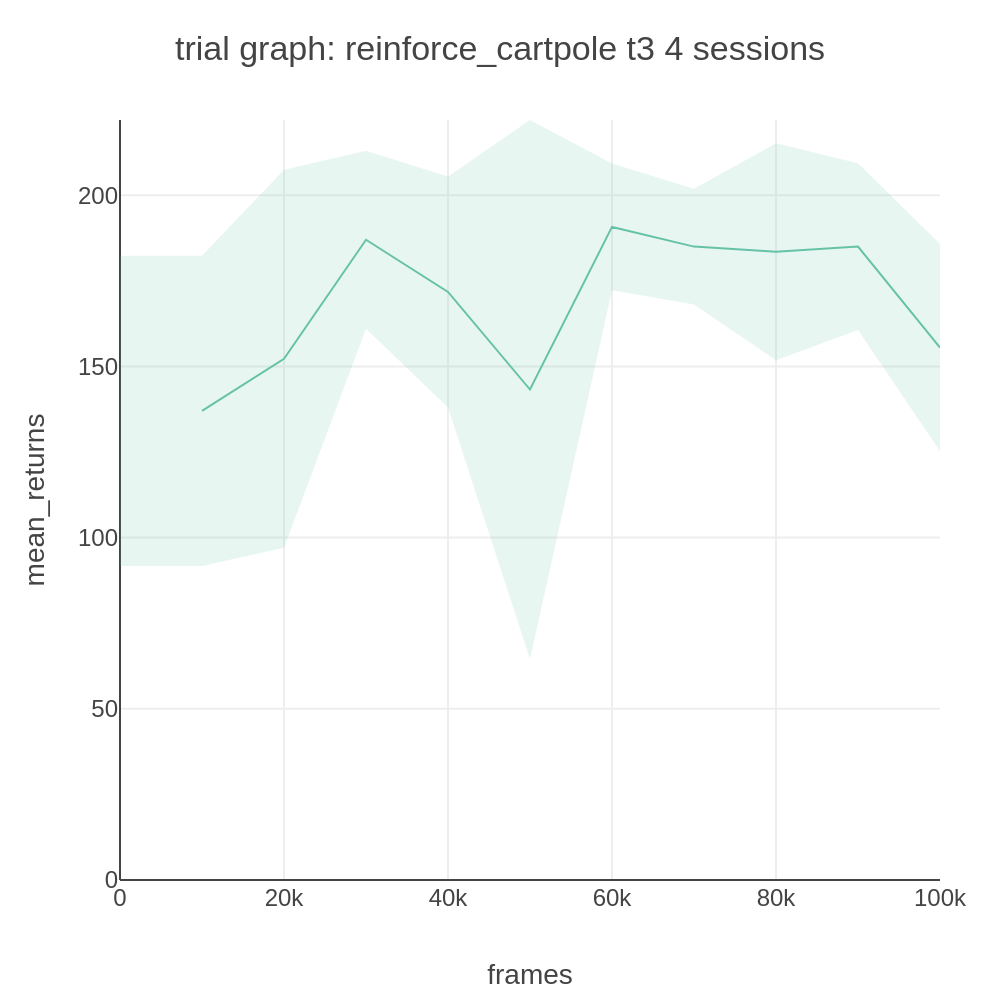 trial graph: reinforce_cartpole t3 4 sessions
mean_returns
200
150
100
50
0
0 20k 40k 60k 80k 100k
frames